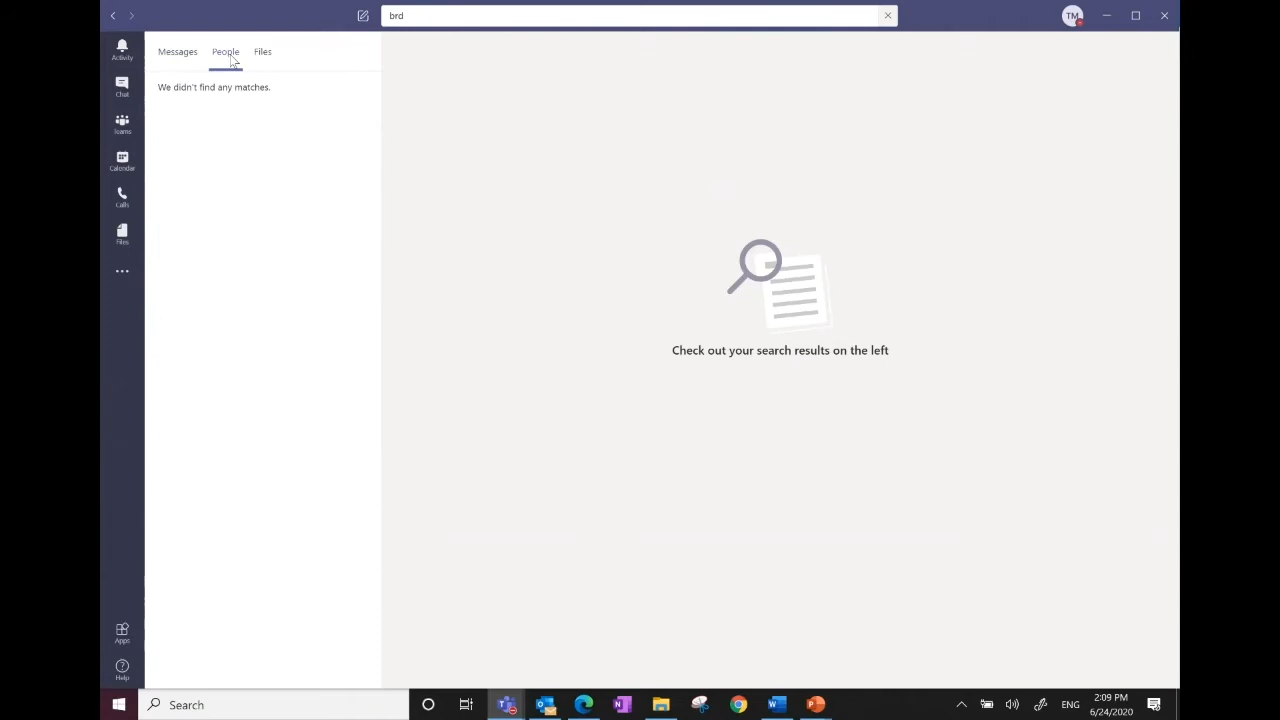 brd
TM
Activity
Chat
Teams
Calendar
Calls
Files
Apps
Help
Messages People Files
We didn't find any matches.
Check out your search results on the left
Search
ENG
2:09 PM
6/24/2020